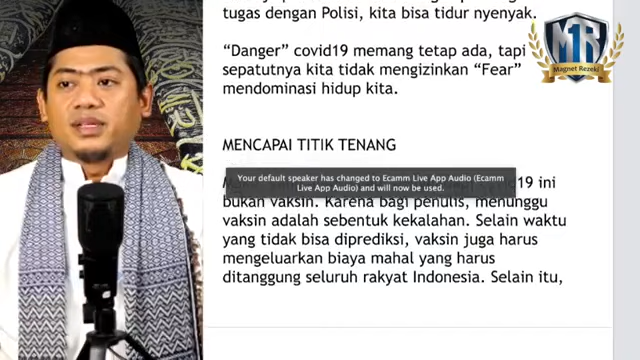 tugas dengan Polisi, kita bisa tidur nyenyak.
“Danger” covid19 memang tetap ada, tapi
sepatutnya kita tidak mengizinkan “Fear”
mendominasi hidup kita.
M1R
Magnet Rezeki
MENCAPAI TITIK TENANG
Your default speaker has changed to Ecamm Live App Audio (Ecamm
Live App Audio) and will now be used.
ini
bukan vaksin. Karena bagi penulis, menunggu
vaksin adalah sebentuk kekalahan. Selain waktu
yang tidak bisa diprediksi, vaksin juga harus
mengeluarkan biaya mahal yang harus
ditanggung seluruh rakyat Indonesia. Selain itu,